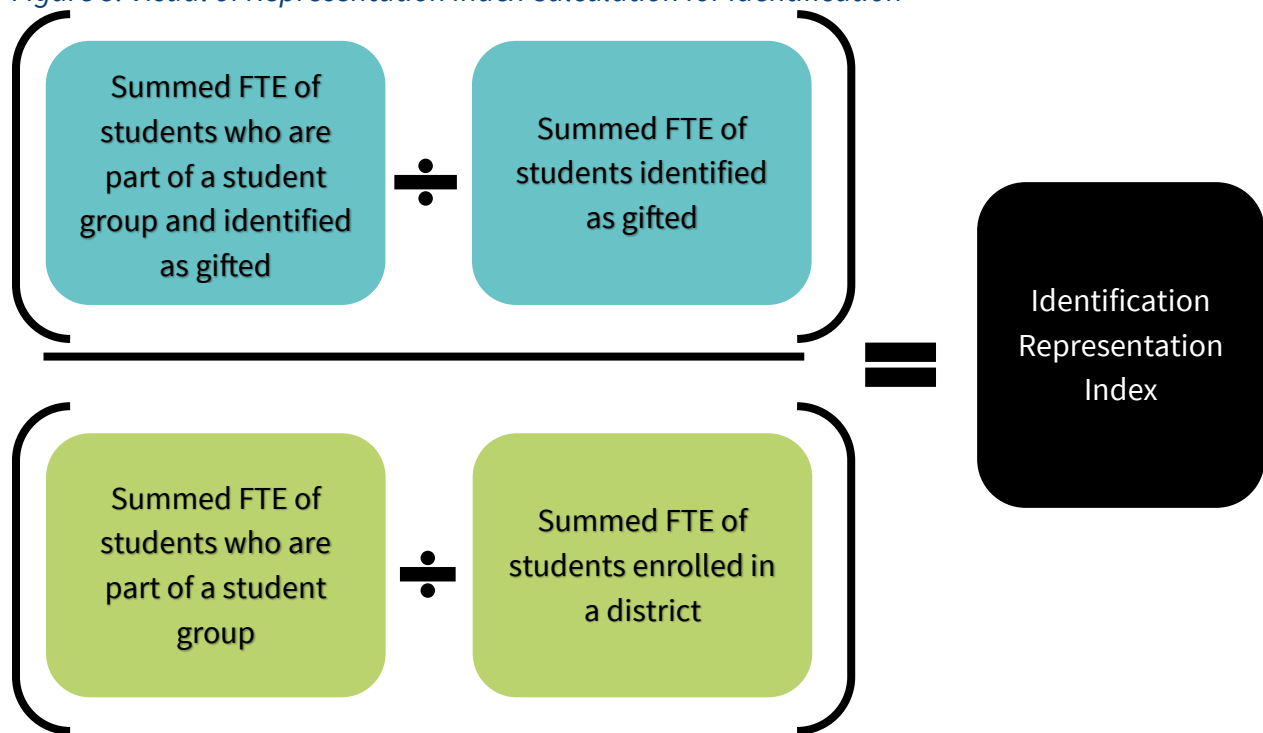 Summed FTE of
students who are
part of a student
group and identified
as gifted
÷
Summed FTE of
students identified
as gifted
=
Identification
Representation
Index
Summed FTE of
students who are
part of a student
group
÷
Summed FTE of
students enrolled in
a district